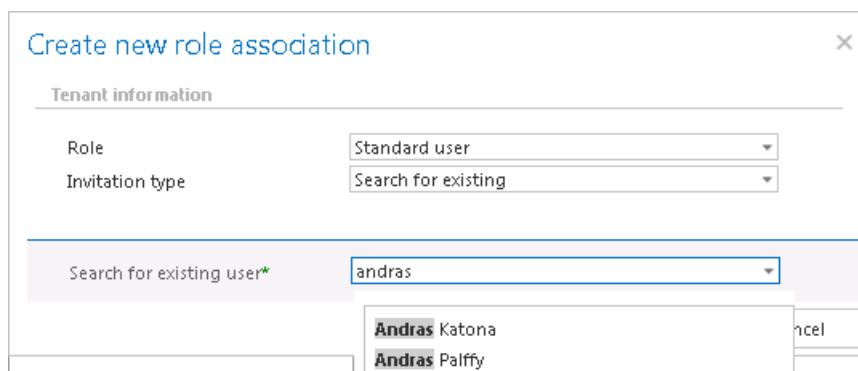 Create new role association
Tenant information
Role Standard user
Invitation type Search for existing
Search for existing user* andras
Andras Katona
Andras Palffy